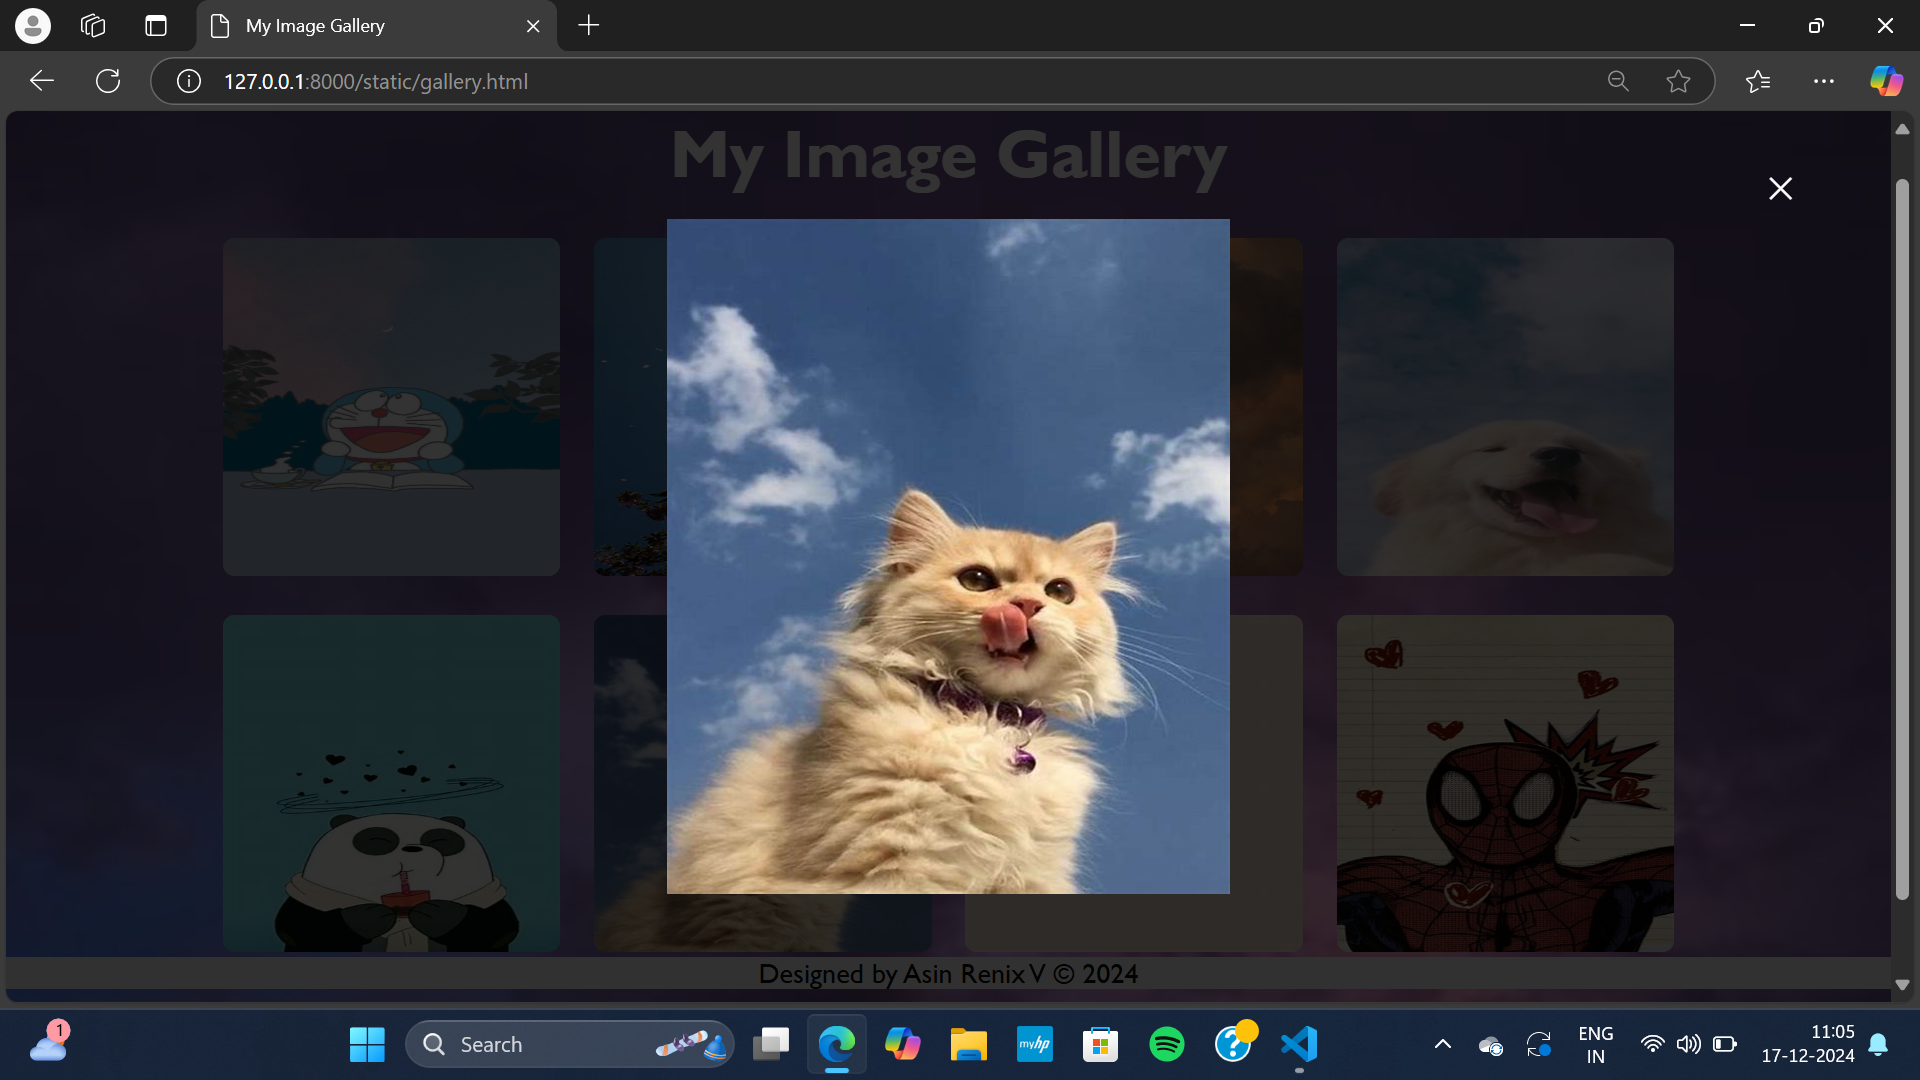 My Image Gallery
127.0.0.1:8000/static/gallery.html
My Image Gallery
Designed by Asin Renix V © 2024
1
Search
myhp
?
ENG
IN
11:05
17-12-2024